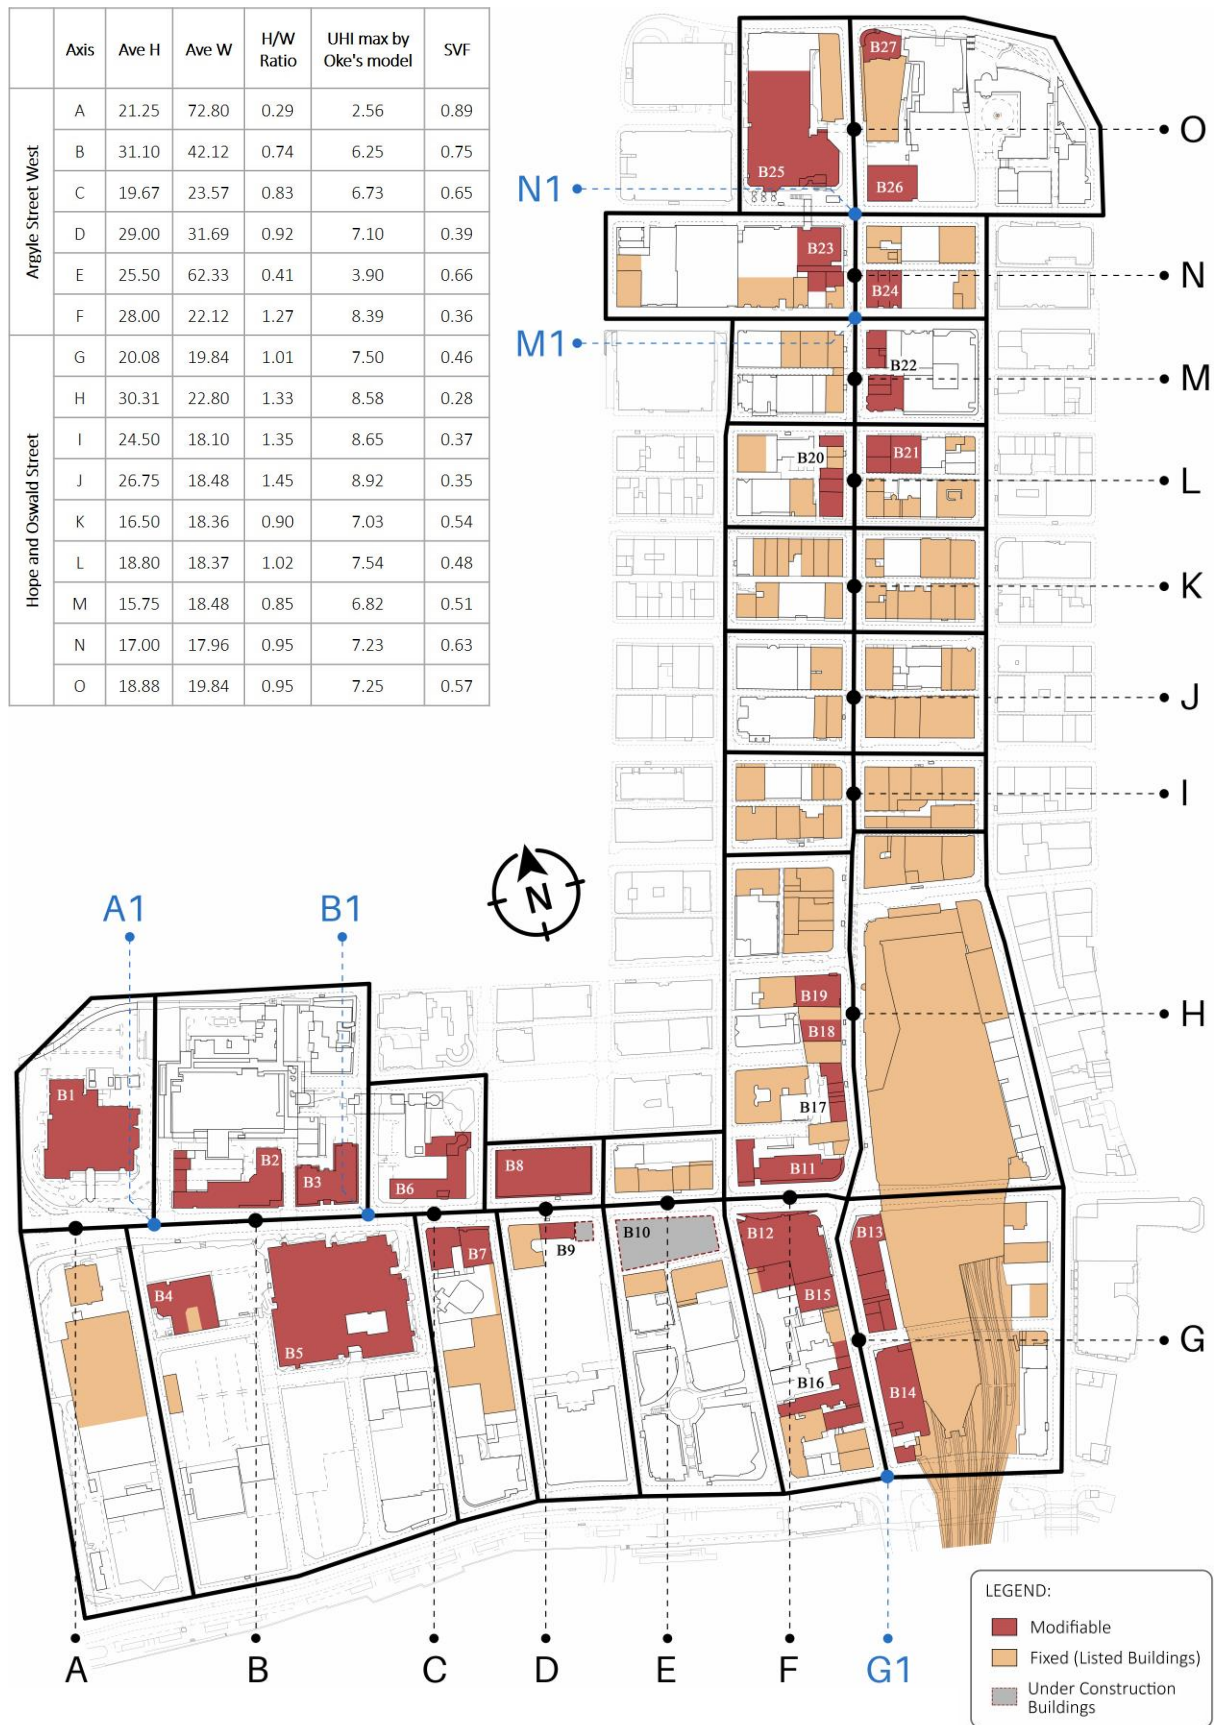 Axis Ave H Ave W H/W Ratio UHI max by Oke's model SVF
Argyle Street West
A 21.25 72.80 0.29 2.56 0.89
B 31.10 42.12 0.74 6.25 0.75
C 19.67 23.57 0.83 6.73 0.65
D 29.00 31.69 0.92 7.10 0.39
E 25.50 62.33 0.41 3.90 0.66
F 28.00 22.12 1.27 8.39 0.36
Hope and Oswald Street
G 20.08 19.84 1.01 7.50 0.46
H 30.31 22.80 1.33 8.58 0.28
I 24.50 18.10 1.35 8.65 0.37
J 26.75 18.48 1.45 8.92 0.35
K 16.50 18.36 0.90 7.03 0.54
L 18.80 18.37 1.02 7.54 0.48
M 15.75 18.48 0.85 6.82 0.51
N 17.00 17.96 0.95 7.23 0.63
O 18.88 19.84 0.95 7.25 0.57
B27
O
B25
B26
N1
B23
N
B24
M1
B22
M
B20
B21
L
K
J
I
N
A1
B1
B19
H
B18
B1
B17
B2
B3
B6
B8
B11
B7
B9
B10
B12
B13
B4
B15
B5
G
B16
B14
A
B
C
D
E
F
G1
LEGEND:
Modifiable
Fixed (Listed Buildings)
Under Construction
Buildings